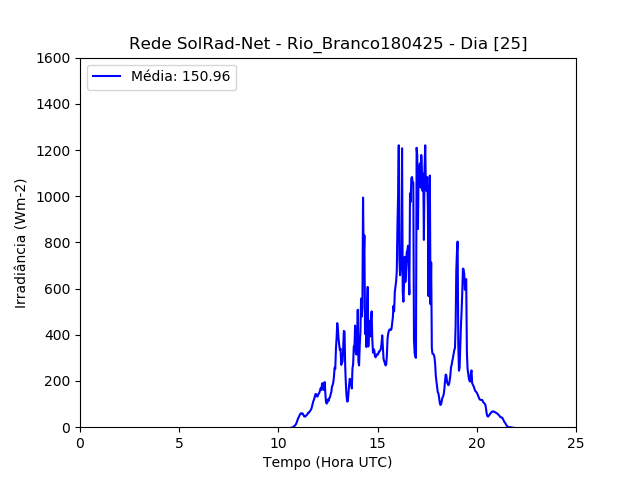 Rede SolRad-Net - Rio_Branco180425 - Dia [25]
Média: 150.96
Irradiância (Wm-2)
1600
1400
1200
1000
800
600
400
200
0
0 5 10 15 20 25
Tempo (Hora UTC)